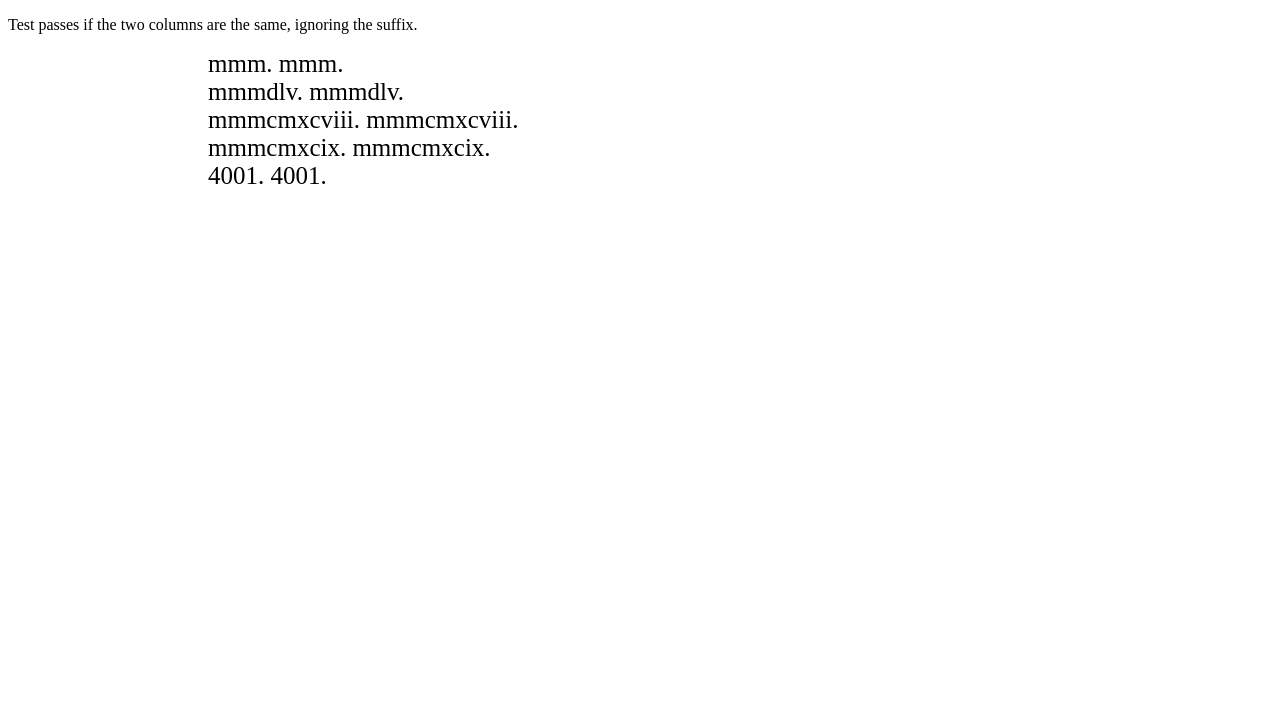 Test passes if the two columns are the same, ignoring the suffix.
mmm. mmm.
mmmdlv. mmmdlv.
mmmcmxcviii. mmmcmxcviii.
mmmcmxcix. mmmcmxcix.
4001. 4001.